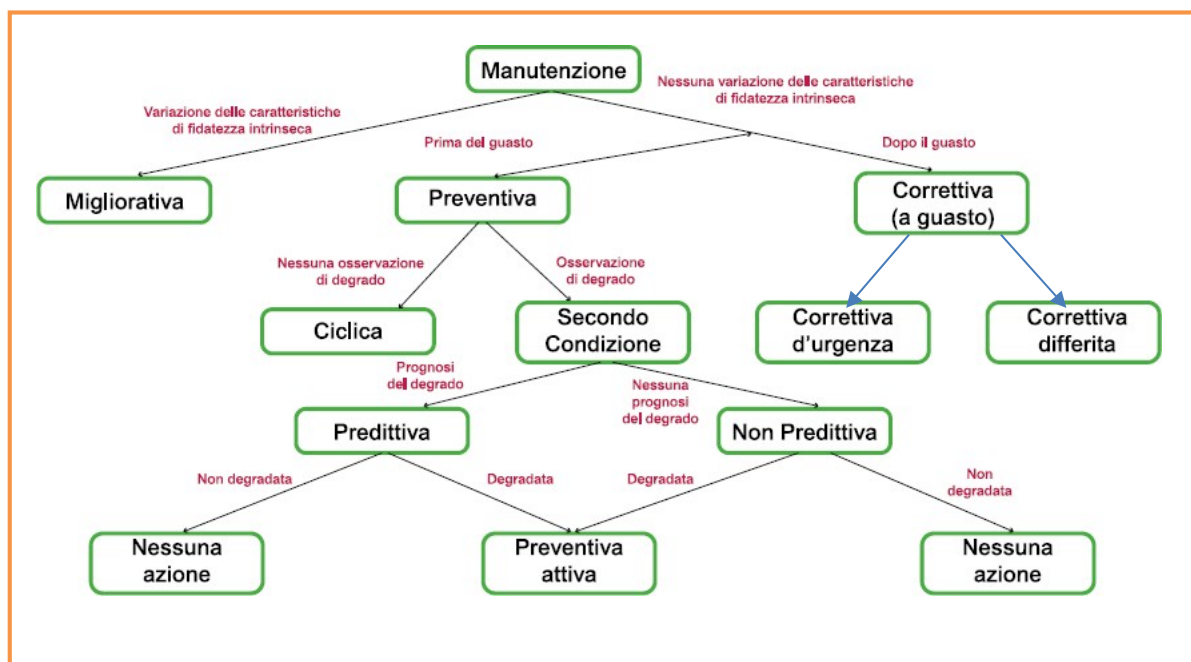 Manutenzione
Nessuna variazione delle caratteristiche
di fidatezza intrinseca
Variazione delle caratteristiche
di fidatezza intrinseca
Prima del guasto
Dopo il guasto
Migliorativa
Preventiva
Correttiva
(a guasto)
Nessuna osservazione
di degrado
Osservazione
di degrado
Ciclica
Secondo
Condizione
Correttiva
d'urgenza
Correttiva
differita
Prognosi
del degrado
Nessuna
prognosi
del degrado
Predittiva
Non Predittiva
Non degradata
Degradata
Degradata
Non
degradata
Nessuna
azione
Preventiva
attiva
Nessuna
azione